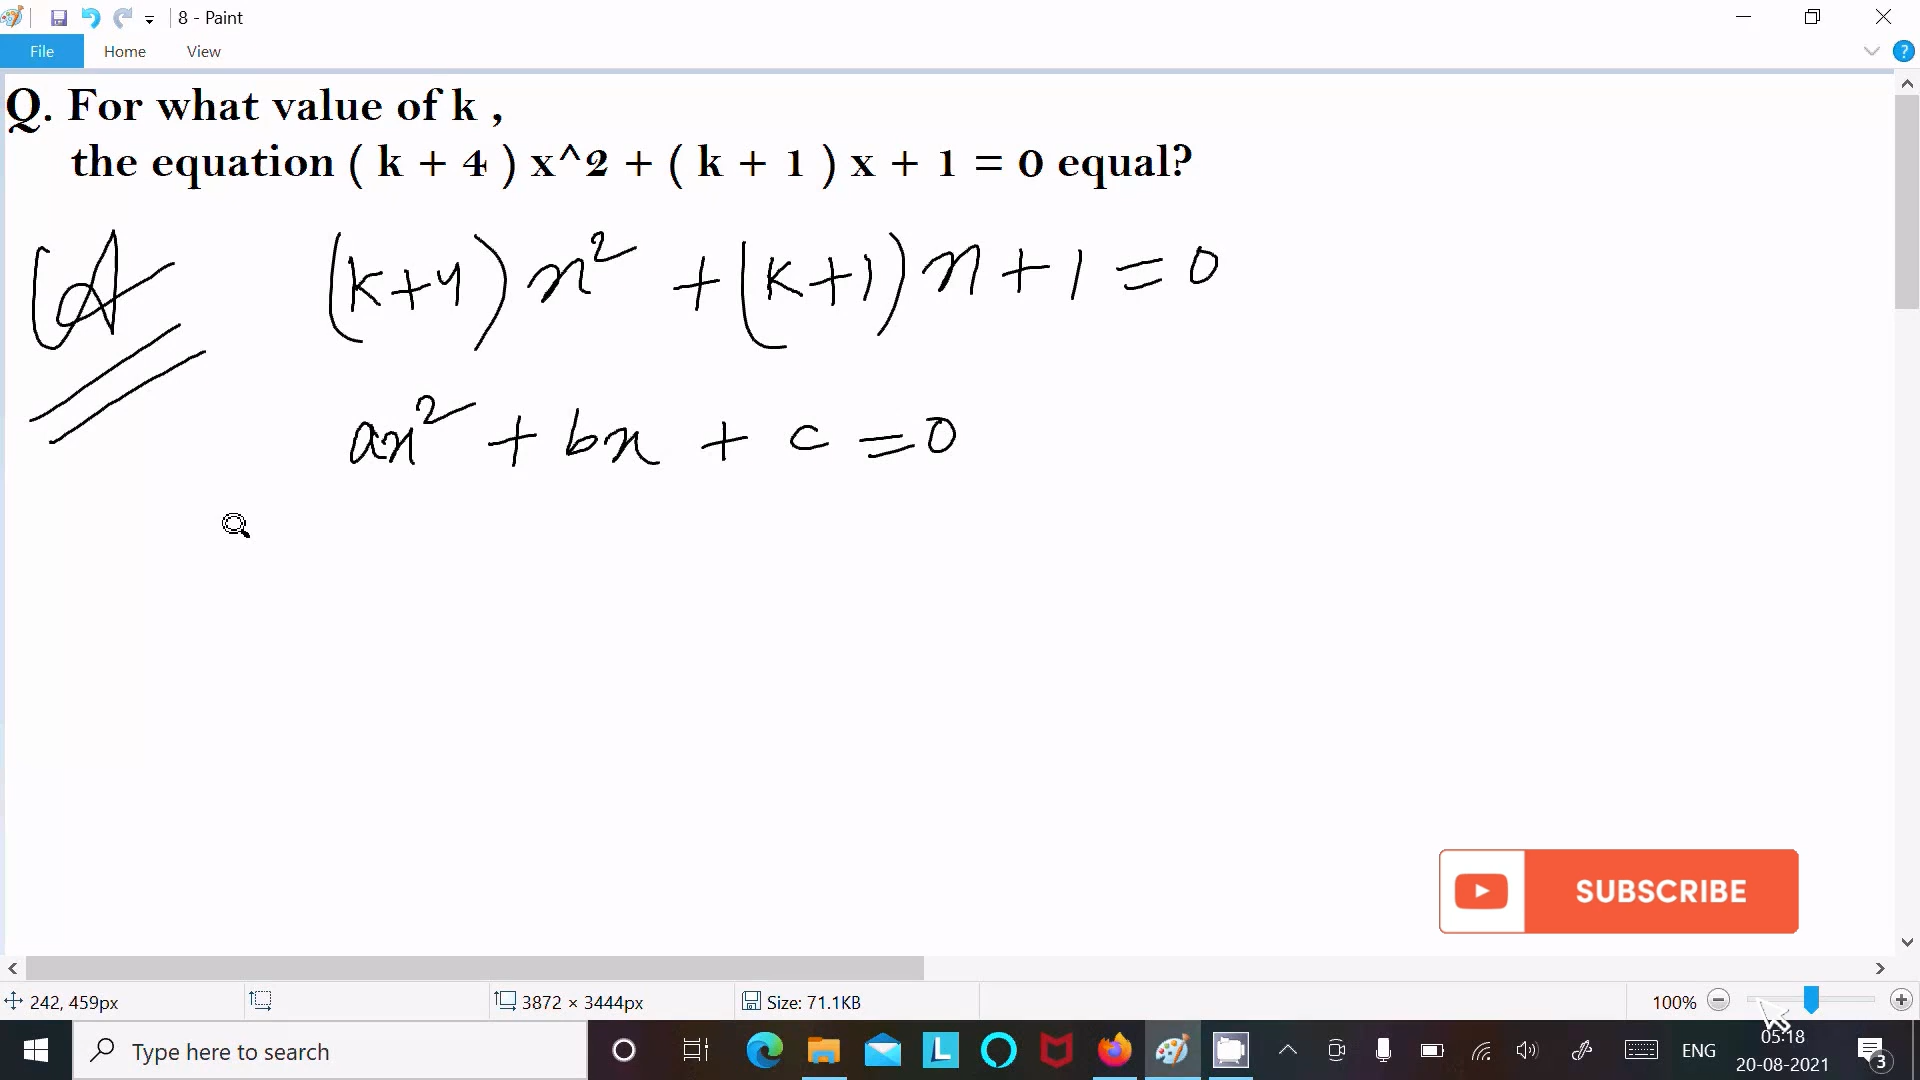 8 - Paint
File Home View
Q. For what value of k ,
the equation ( k + 4 ) x^2 + ( k + 1 ) x + 1 = 0 equal?
(A (k+4) x² + (k+1) x + 1 = 0
ax² + bx + c = 0
SUBSCRIBE
242, 459px 3872 × 3444px Size: 71.1KB 100%
Type here to search
ENG
05:18
20-08-2021
3